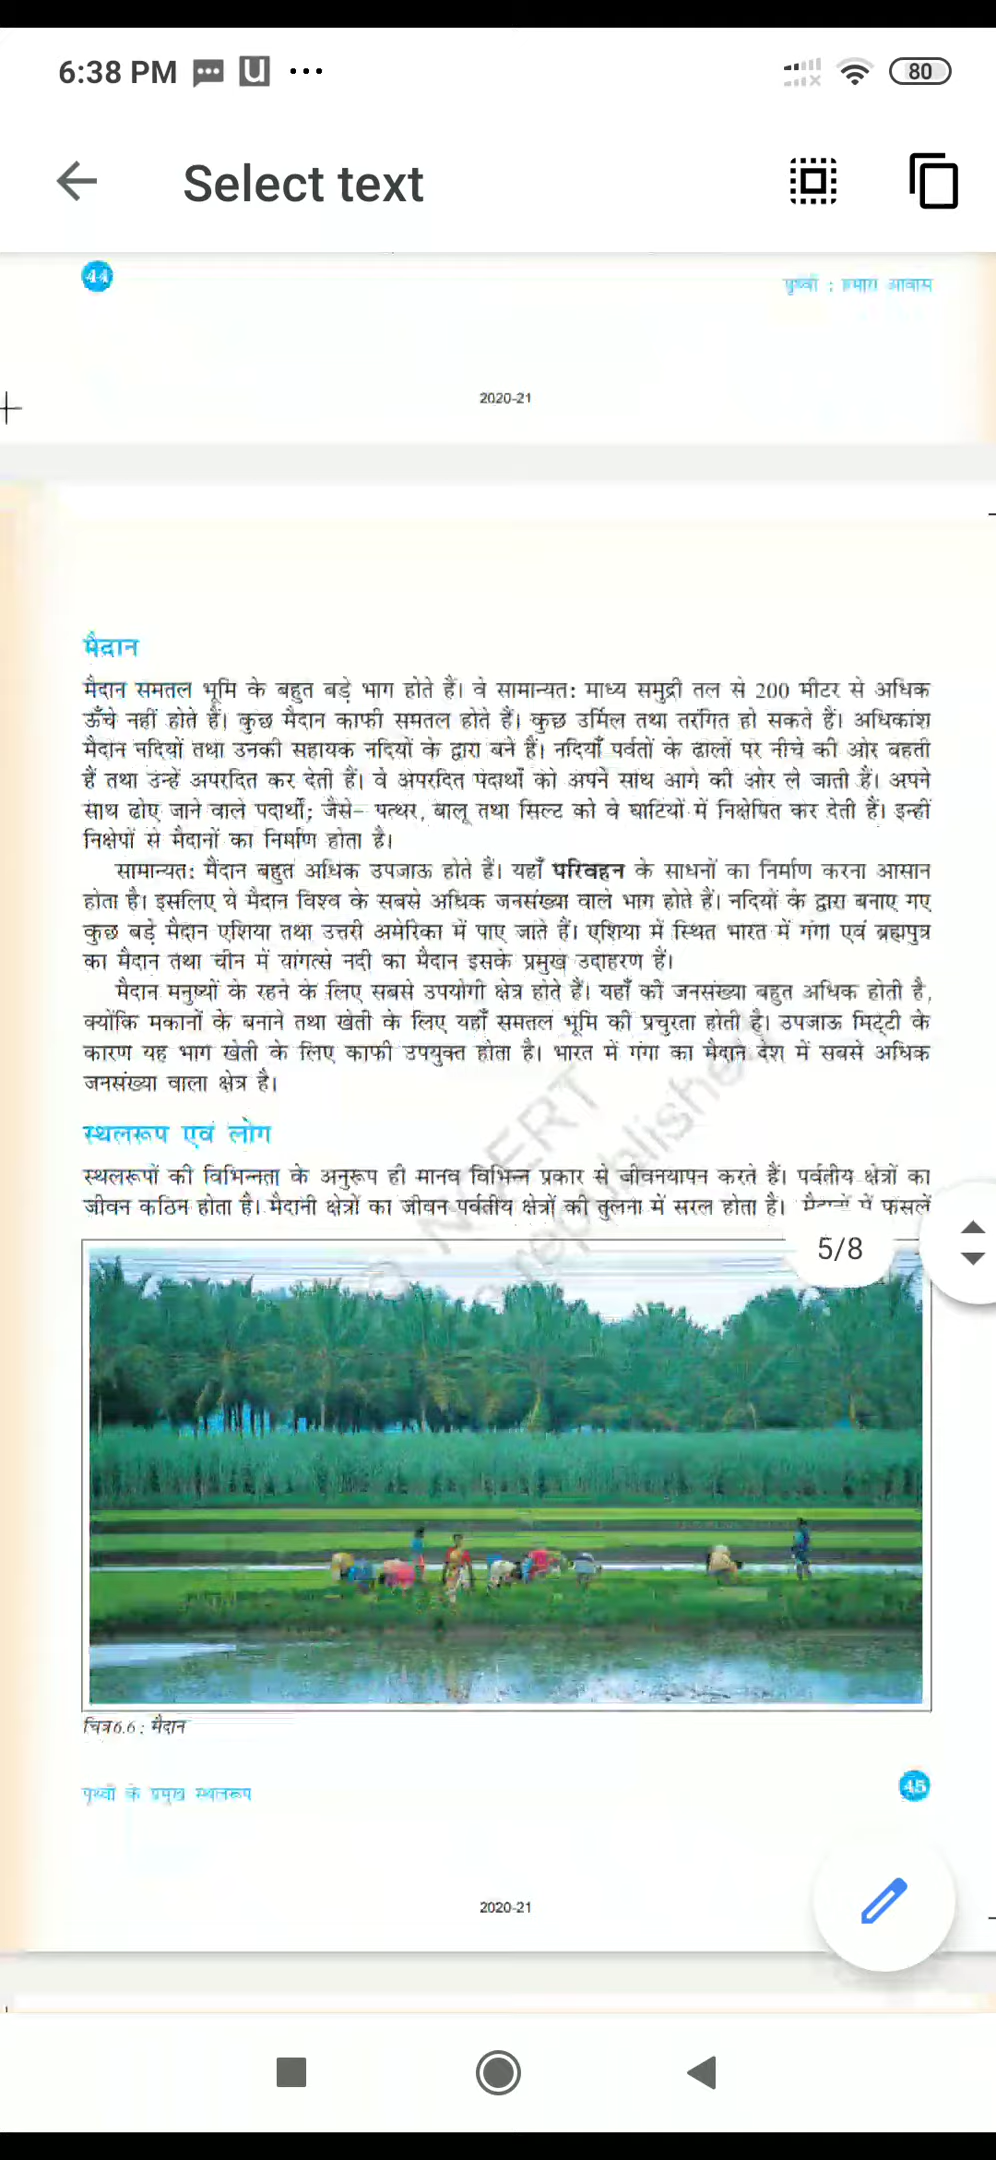 6:38 PM
80
Select text
44
पृथ्वी : हमारा आवास
2020-21
मैदान
मैदान समतल भूमि के बहुत बड़े भाग होते हैं। वे सामान्यत: माध्य समुद्री तल से 200 मीटर से अधिक
ऊँचे नहीं होते हैं। कुछ मैदान काफी समतल होते हैं। कुछ उर्मिल तथा तरंगित हो सकते हैं। अधिकांश
मैदान नदियों तथा उनकी सहायक नदियों के द्वारा बने हैं। नदियाँ पर्वतों के ढालों पर नीचे की ओर बहती
हैं तथा उन्हें अपरदित कर देती हैं। वे अपरदित पदार्थों को अपने साथ आगे की ओर ले जाती हैं। अपने
साथ ढोए जाने वाले पदार्थों; जैसे– पत्थर, बालू तथा सिल्ट को वे घाटियों में निक्षेपित कर देती हैं। इन्हीं
निक्षेपों से मैदानों का निर्माण होता है।
सामान्यत: मैदान बहुत अधिक उपजाऊ होते हैं। यहाँ परिवहन के साधनों का निर्माण करना आसान
होता है। इसलिए ये मैदान विश्व के सबसे अधिक जनसंख्या वाले भाग होते हैं। नदियों के द्वारा बनाए गए
कुछ बड़े मैदान एशिया तथा उत्तरी अमेरिका में पाए जाते हैं। एशिया में स्थित भारत में गंगा एवं ब्रह्मपुत्र
का मैदान तथा चीन में यांगत्से नदी का मैदान इसके प्रमुख उदाहरण हैं।
मैदान मनुष्यों के रहने के लिए सबसे उपयोगी क्षेत्र होते हैं। यहाँ की जनसंख्या बहुत अधिक होती है,
क्योंकि मकानों के बनाने तथा खेती के लिए यहाँ समतल भूमि की प्रचुरता होती है। उपजाऊ मिट्टी के
कारण यह भाग खेती के लिए काफी उपयुक्त होता है। भारत में गंगा का मैदान देश में सबसे अधिक
जनसंख्या वाला क्षेत्र है।
स्थलरूप एवं लोग
स्थलरूपों की विभिन्नता के अनुरूप ही मानव विभिन्न प्रकार से जीवनयापन करते हैं। पर्वतीय क्षेत्रों का
जीवन कठिन होता है। मैदानी क्षेत्रों का जीवन पर्वतीय क्षेत्रों की तुलना में सरल होता है। मैदानों में फसलें
5/8
© NCERT
republished
चित्र 6.6 : मैदान
पृथ्वी के प्रमुख स्थलरूप
45
2020-21